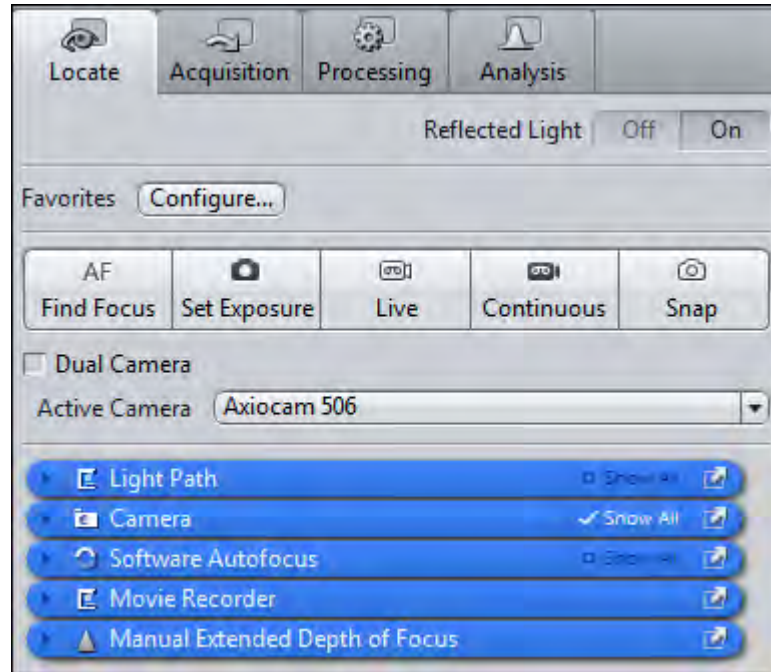 Locate Acquisition Processing Analysis
Reflected Light Off On
Favorites Configure...
AF
Find Focus Set Exposure Live Continuous Snap
Dual Camera
Active Camera Axiocam 506
Light Path Show All
Camera Show All
Software Autofocus Show All
Movie Recorder
Manual Extended Depth of Focus